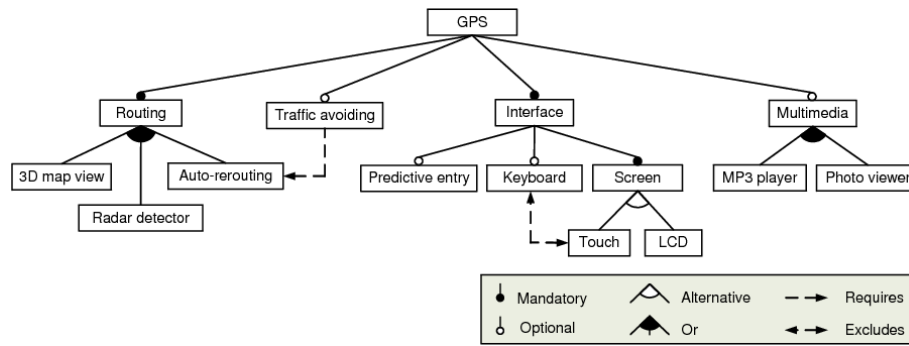 GPS
Routing
Traffic avoiding
Interface
Multimedia
3D map view
Auto-rerouting
Predictive entry
Keyboard
Screen
MP3 player
Photo viewer
Radar detector
Touch
LCD
Mandatory
Alternative
Requires
Optional
Or
Excludes